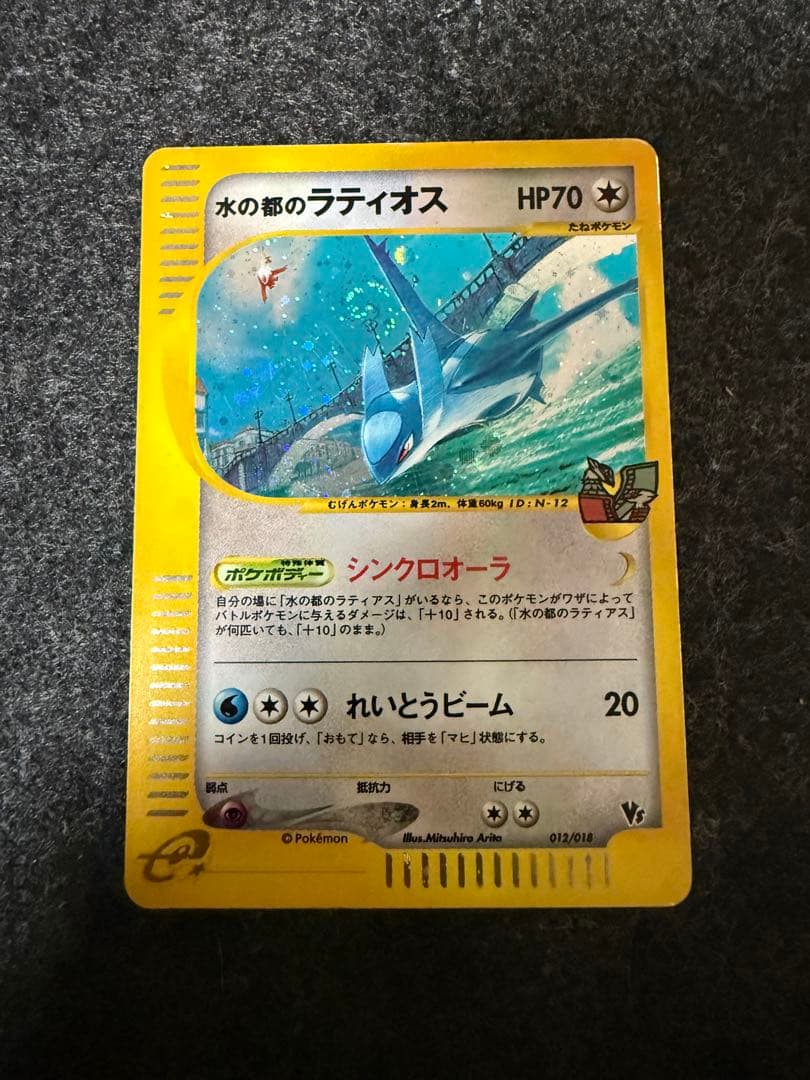 水の都のラティオス HP70
たねポケモン
むげんポケモン：身長2m，体重60kg ID:N-12
特殊体質
ポケボディー シンクロオーラ
自分の場に「水の都のラティアス」がいるなら、このポケモンがワザによって
バトルポケモンに与えるダメージは、「＋10」される。（「水の都のラティアス」
が何匹いても、「＋10」のまま。）
れいとうビーム 20
コインを1回投げ、「おもて」なら、相手を「マヒ」状態にする。
弱点 抵抗力 にげる
©Pokémon Illus.Mitsuhiro Arita 012/018 VS
e